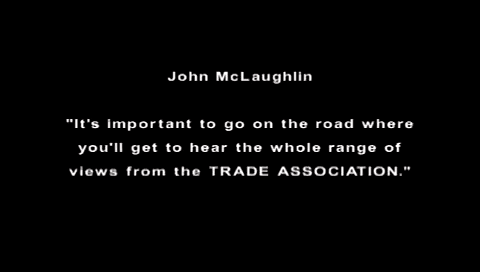 John McLaughlin
"It's important to go on the road where
you'll get to hear the whole range of
views from the TRADE ASSOCIATION."